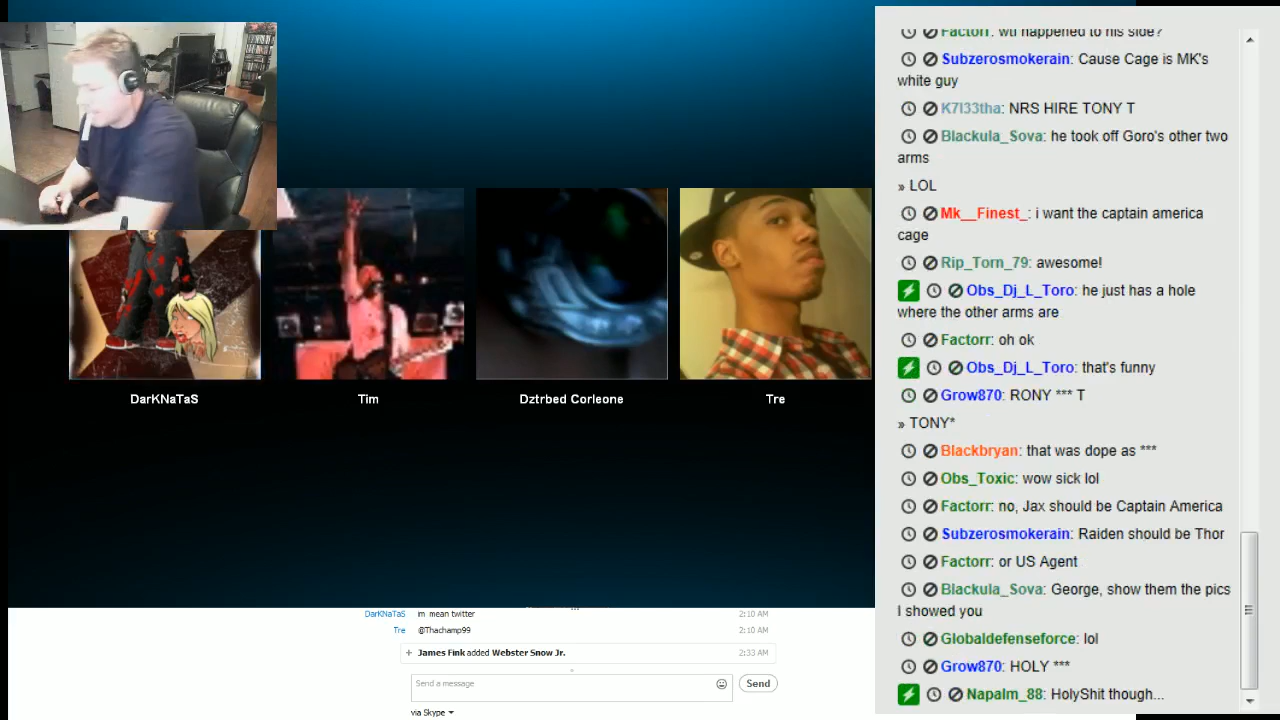 Factorr: wtf happened to his side?
Subzerosmokerain: Cause Cage is MK's
white guy
K7l33tha: NRS HIRE TONY T
Blackula_Sova: he took off Goro's other two
arms
» LOL
Mk__Finest_: i want the captain america
cage
Rip_Torn_79: awesome!
Obs_Dj_L_Toro: he just has a hole
where the other arms are
Factorr: oh ok
Obs_Dj_L_Toro: that's funny
Grow870: RONY *** T
» TONY*
Blackbryan: that was dope as ***
Obs_Toxic: wow sick lol
Factorr: no, Jax should be Captain America
Subzerosmokerain: Raiden should be Thor
Factorr: or US Agent
Blackula_Sova: George, show them the pics
I showed you
Globaldefenseforce: lol
Grow870: HOLY ***
Napalm_88: HolyShit though...
DarKNaTaS
Tim
Dztrbed Corleone
Tre
DarKNaTaS im mean twitter 2:10 AM
Tre @Thachamp99 2:10 AM
+ James Fink added Webster Snow Jr. 2:33 AM
Send a message
Send
via Skype